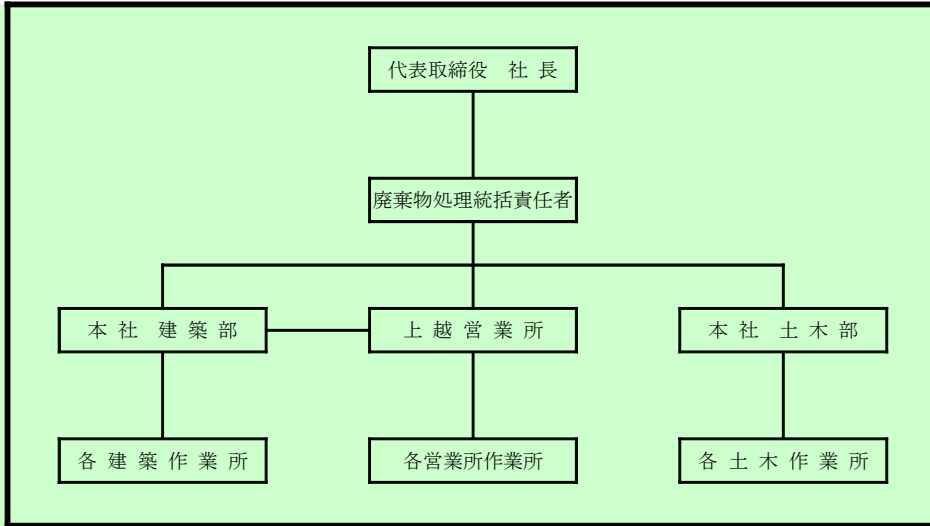 代表取締役　社 長
廃棄物処理統括責任者
本 社　建 築 部
上 越 営 業 所
本 社　土 木 部
各 建 築 作 業 所
各営業所作業所
各 土 木 作 業 所